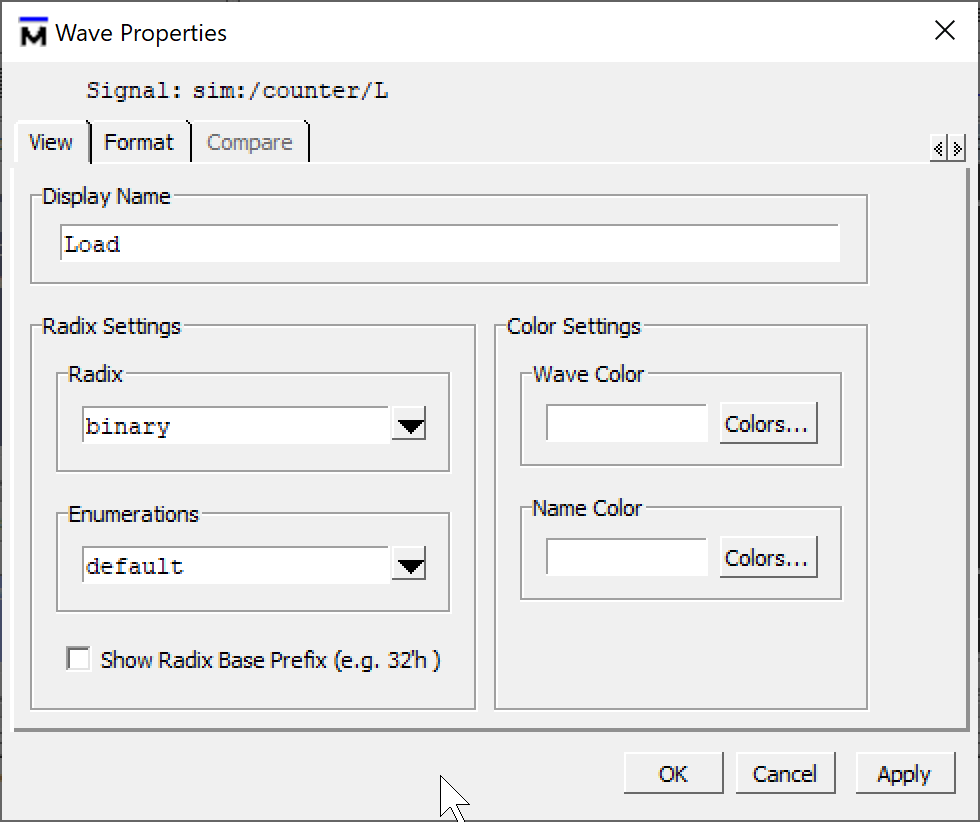 Wave Properties
Signal: sim:/counter/L
View Format Compare
Display Name
Load
Radix Settings
Radix
binary
Enumerations
default
Show Radix Base Prefix (e.g. 32'h )
Color Settings
Wave Color
Colors...
Name Color
Colors...
OK Cancel Apply